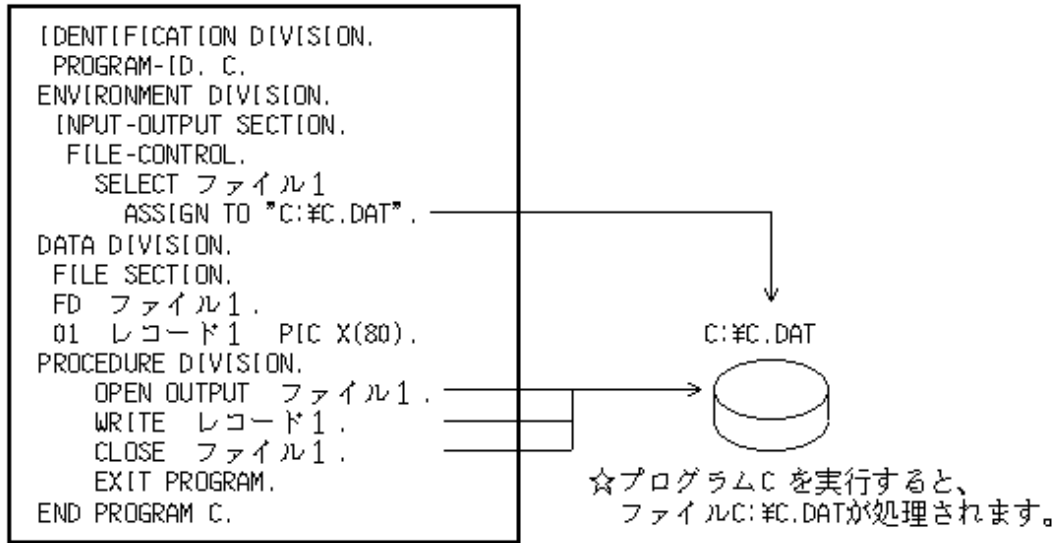 IDENTIFICATION DIVISION.
PROGRAM-ID. C.
ENVIRONMENT DIVISION.
INPUT-OUTPUT SECTION.
FILE-CONTROL.
SELECT ファイル1
ASSIGN TO "C:¥C.DAT".
DATA DIVISION.
FILE SECTION.
FD ファイル1.
01 レコード1 PIC X(80).
PROCEDURE DIVISION.
OPEN OUTPUT ファイル1.
WRITE レコード1.
CLOSE ファイル1.
EXIT PROGRAM.
END PROGRAM C.
C:¥C.DAT
☆プログラムC を実行すると、
ファイルC:¥C.DATが処理されます。